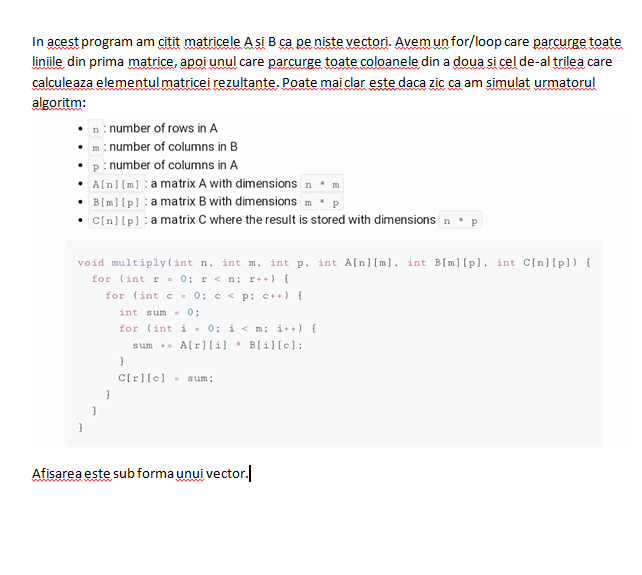 In acest program am citit matricele A si B ca pe niste vectori. Avem un for/loop care parcurge toate
liniile din prima matrice, apoi unul care parcurge toate coloanele din a doua si cel de-al trilea care
calculeaza elementul matricei rezultante. Poate mai clar este daca zic ca am simulat urmatorul
algoritm:
• n : number of rows in A
• m : number of columns in B
• p : number of columns in A
• A[n][m] : a matrix A with dimensions n * m
• B[m][p] : a matrix B with dimensions m * p
• C[n][p] : a matrix C where the result is stored with dimensions n * p
void multiply(int n, int m, int p, int A[n][m], int B[m][p], int C[n][p]) {
for (int r = 0; r < n; r++) {
for (int c = 0; c < p; c++) {
int sum = 0;
for (int i = 0; i < m; i++) {
sum += A[r][i] * B[i][c];
}
C[r][c] = sum;
}
}
}
Afisarea este sub forma unui vector.